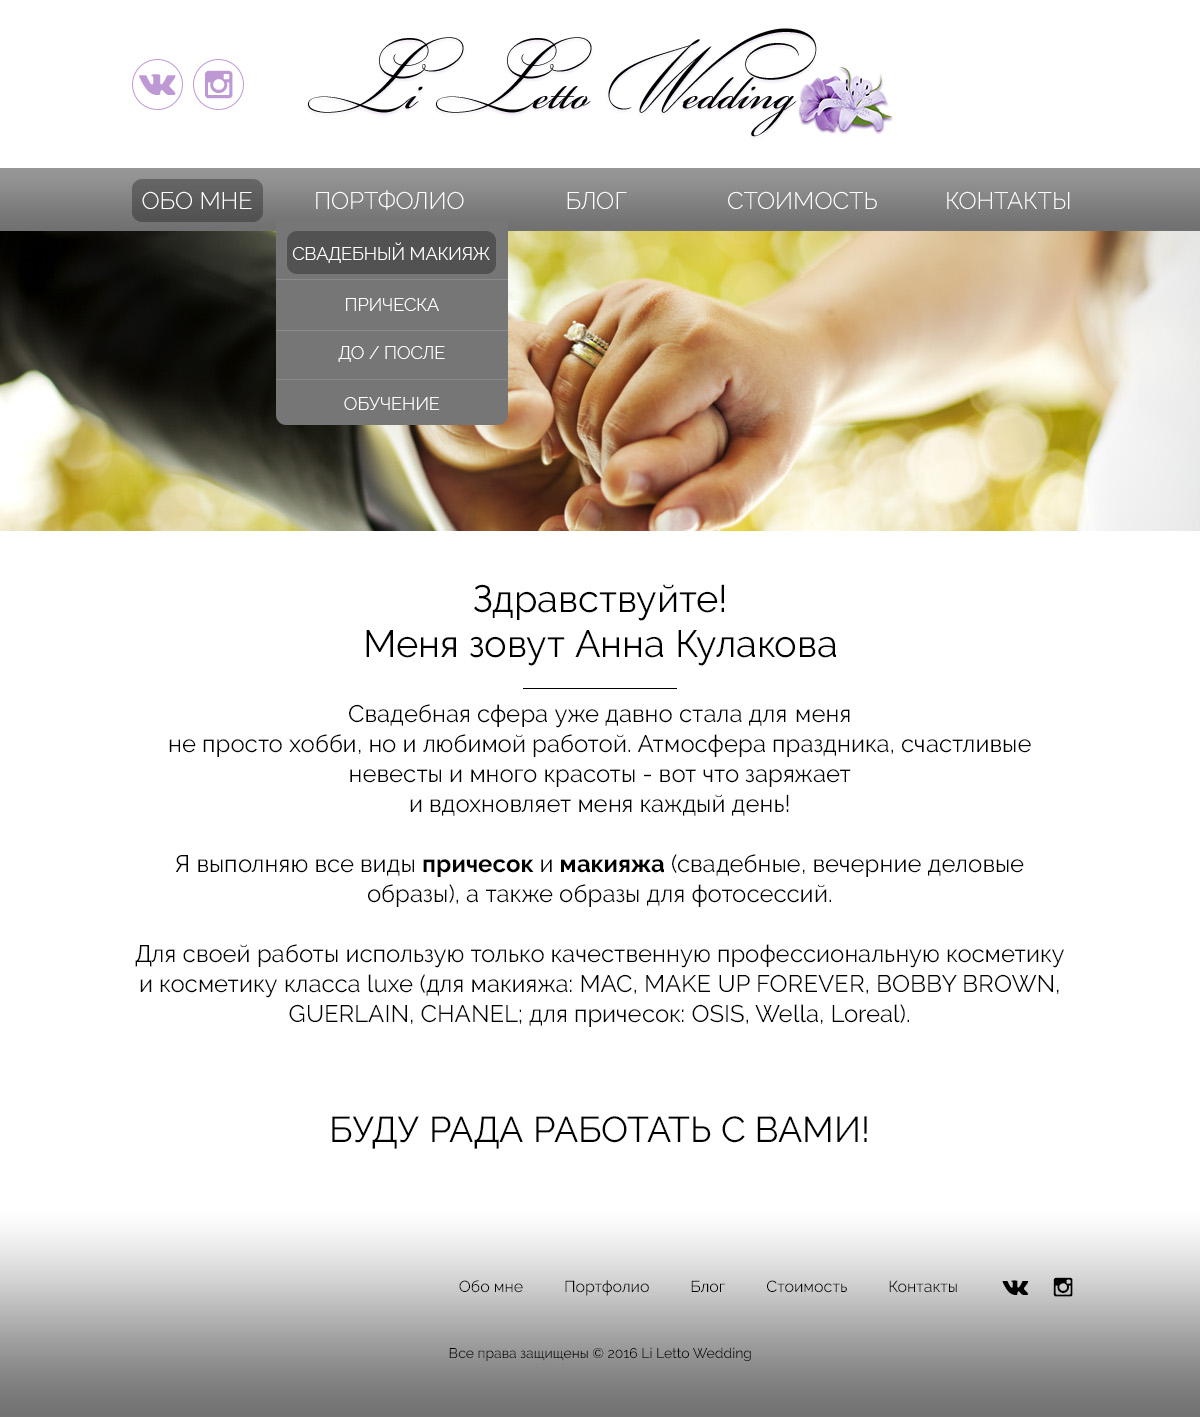 Li Letto Wedding
ОБО МНЕ ПОРТФОЛИО БЛОГ СТОИМОСТЬ КОНТАКТЫ
СВАДЕБНЫЙ МАКИЯЖ
ПРИЧЕСКА
ДО / ПОСЛЕ
ОБУЧЕНИЕ
Здравствуйте!
Меня зовут Анна Кулакова
Свадебная сфера уже давно стала для меня
не просто хобби, но и любимой работой. Атмосфера праздника, счастливые
невесты и много красоты - вот что заряжает
и вдохновляет меня каждый день!
Я выполняю все виды причесок и макияжа (свадебные, вечерние деловые
образы), а также образы для фотосессий.
Для своей работы использую только качественную профессиональную косметику
и косметику класса luxe (для макияжа: MAC, MAKE UP FOREVER, BOBBY BROWN,
GUERLAIN, CHANEL; для причесок: OSIS, Wella, Loreal).
БУДУ РАДА РАБОТАТЬ С ВАМИ!
Обо мне Портфолио Блог Стоимость Контакты
Все права защищены © 2016 Li Letto Wedding